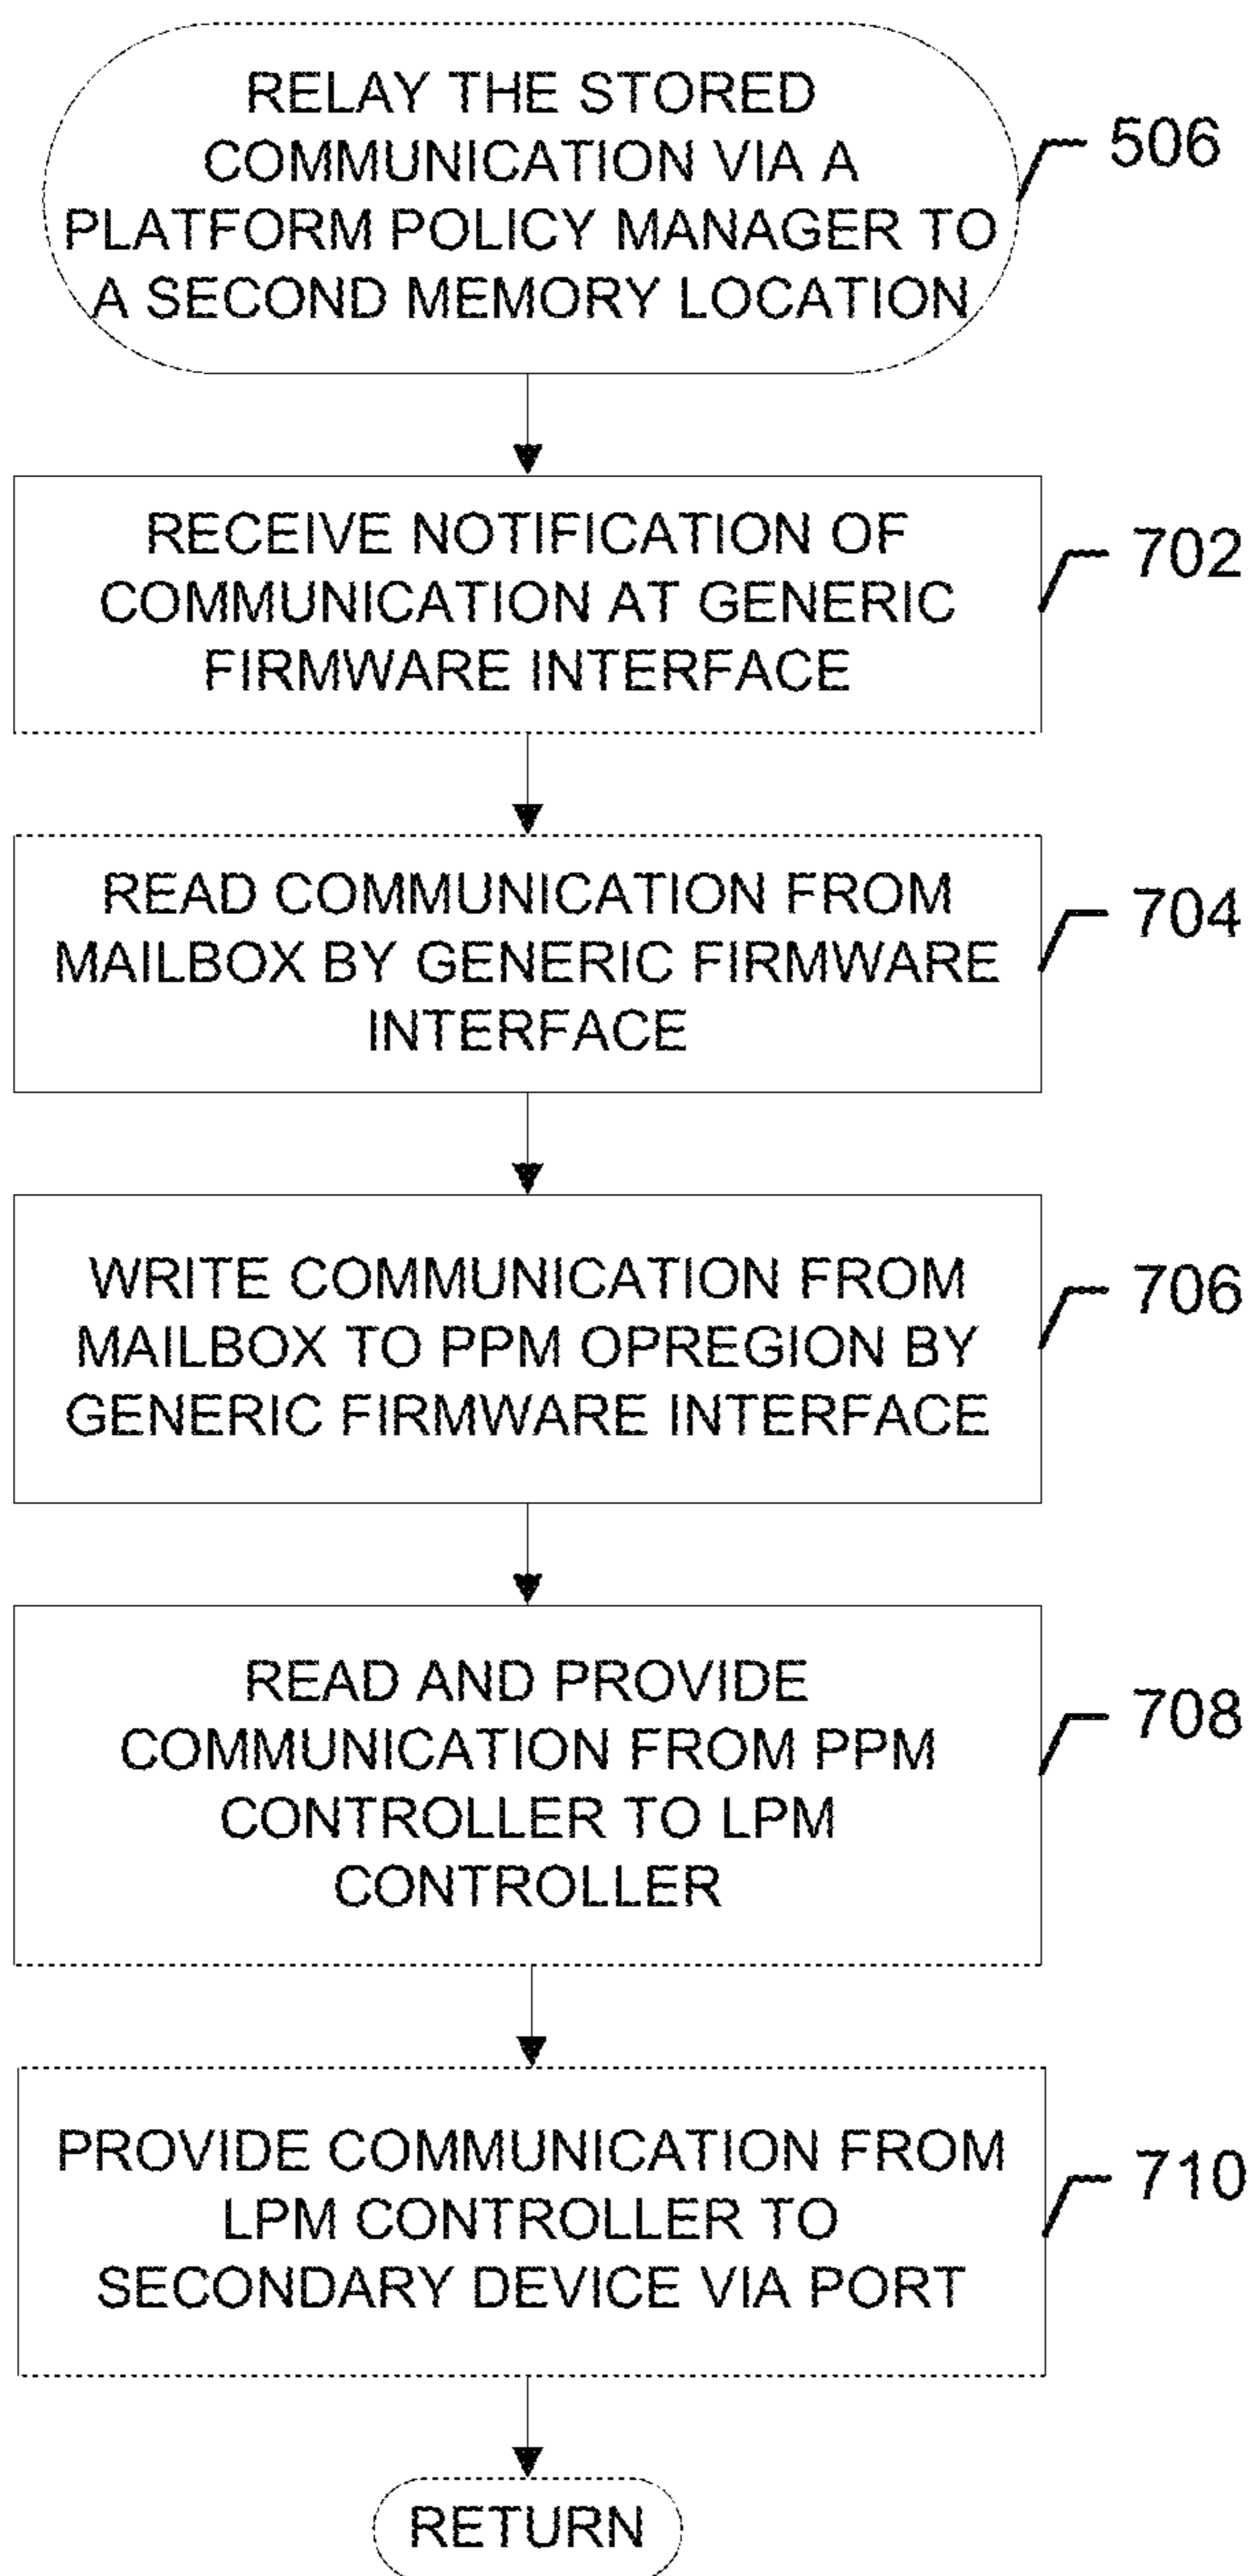 RELAY THE STORED
COMMUNICATION VIA A
PLATFORM POLICY MANAGER TO
A SECOND MEMORY LOCATION
506
RECEIVE NOTIFICATION OF
COMMUNICATION AT GENERIC
FIRMWARE INTERFACE
702
READ COMMUNICATION FROM
MAILBOX BY GENERIC FIRMWARE
INTERFACE
704
WRITE COMMUNICATION FROM
MAILBOX TO PPM OPREGION BY
GENERIC FIRMWARE INTERFACE
706
READ AND PROVIDE
COMMUNICATION FROM PPM
CONTROLLER TO LPM
CONTROLLER
708
PROVIDE COMMUNICATION FROM
LPM CONTROLLER TO
SECONDARY DEVICE VIA PORT
710
RETURN